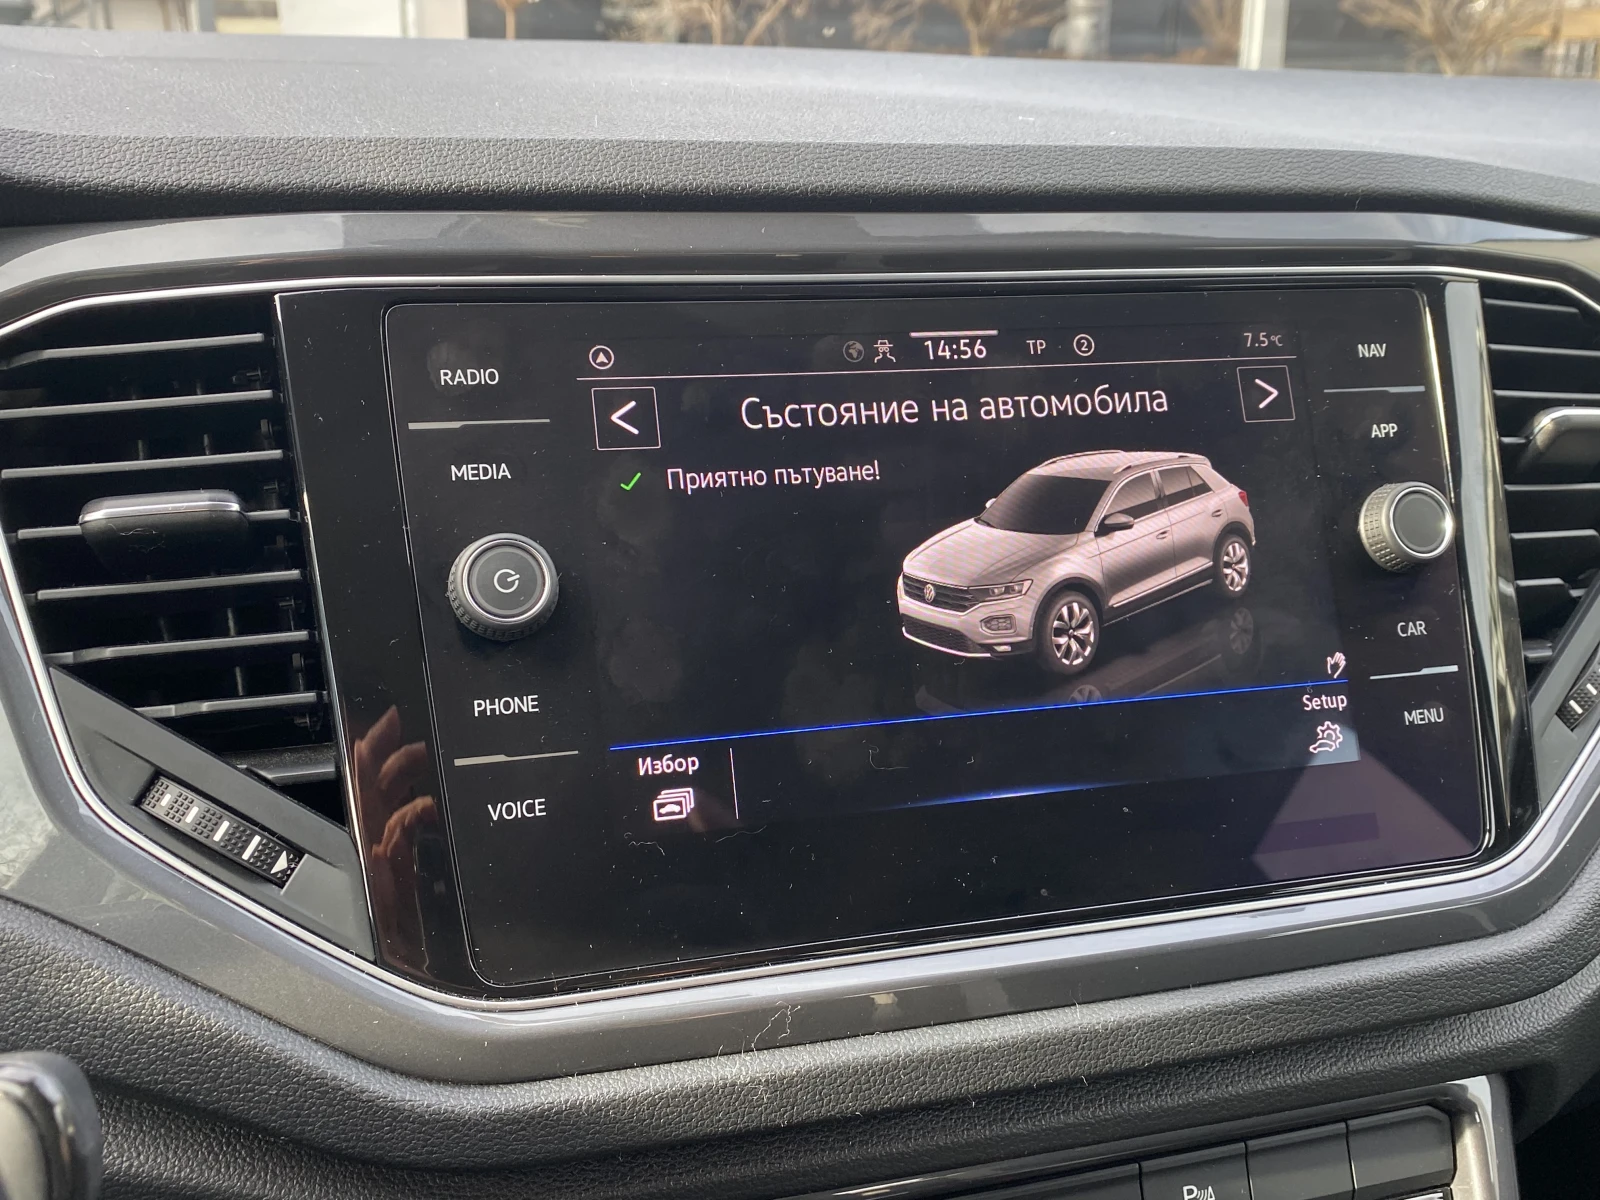 RADIO
MEDIA
PHONE
VOICE
14:56
TP
2
7.5°C
Състояние на автомобила
Приятно пътуване!
Избор
Setup
NAV
APP
CAR
MENU
P